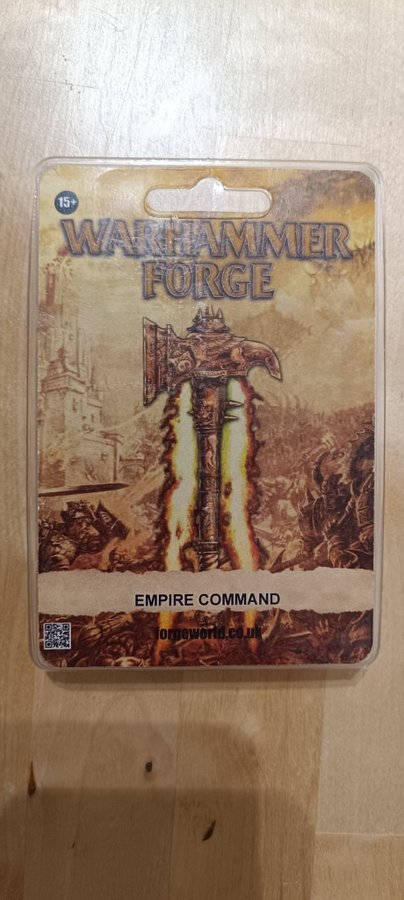 15+
WARHAMMER
FORGE
EMPIRE COMMAND
forgeworld.co.uk